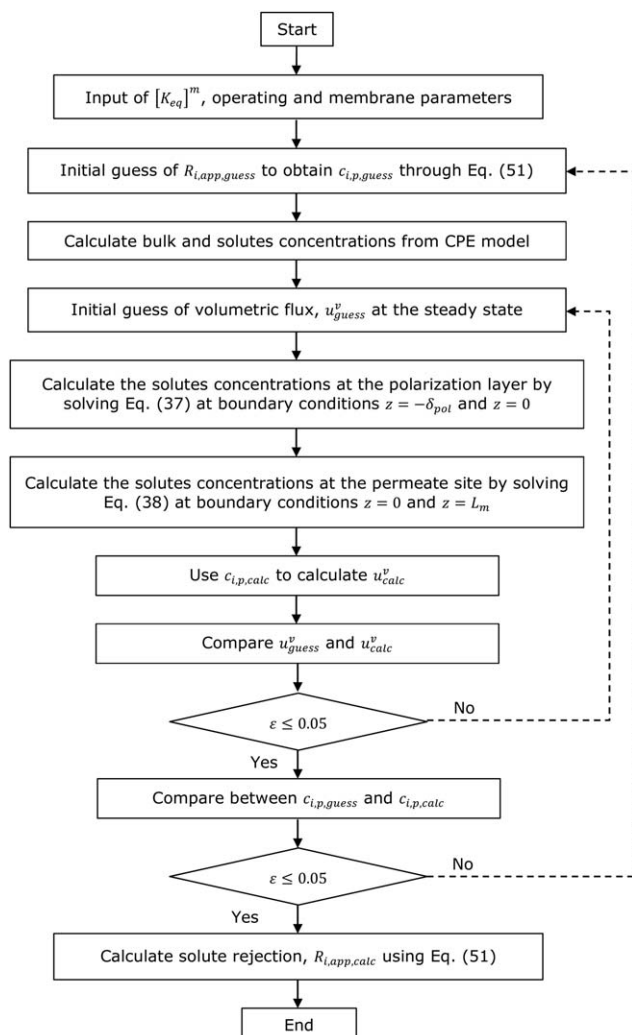 Start
Input of [K_eq]^m, operating and membrane parameters
Initial guess of R_i,app,guess to obtain c_i,p,guess through Eq. (51)
Calculate bulk and solutes concentrations from CPE model
Initial guess of volumetric flux, u^v_guess at the steady state
Calculate the solutes concentrations at the polarization layer by
solving Eq. (37) at boundary conditions z = −δ_pol and z = 0
Calculate the solutes concentrations at the permeate site by solving
Eq. (38) at boundary conditions z = 0 and z = L_m
Use c_i,p,calc to calculate u^v_calc
Compare u^v_guess and u^v_calc
ε ≤ 0.05
No
Yes
Compare between c_i,p,guess and c_i,p,calc
ε ≤ 0.05
No
Yes
Calculate solute rejection, R_i,app,calc using Eq. (51)
End